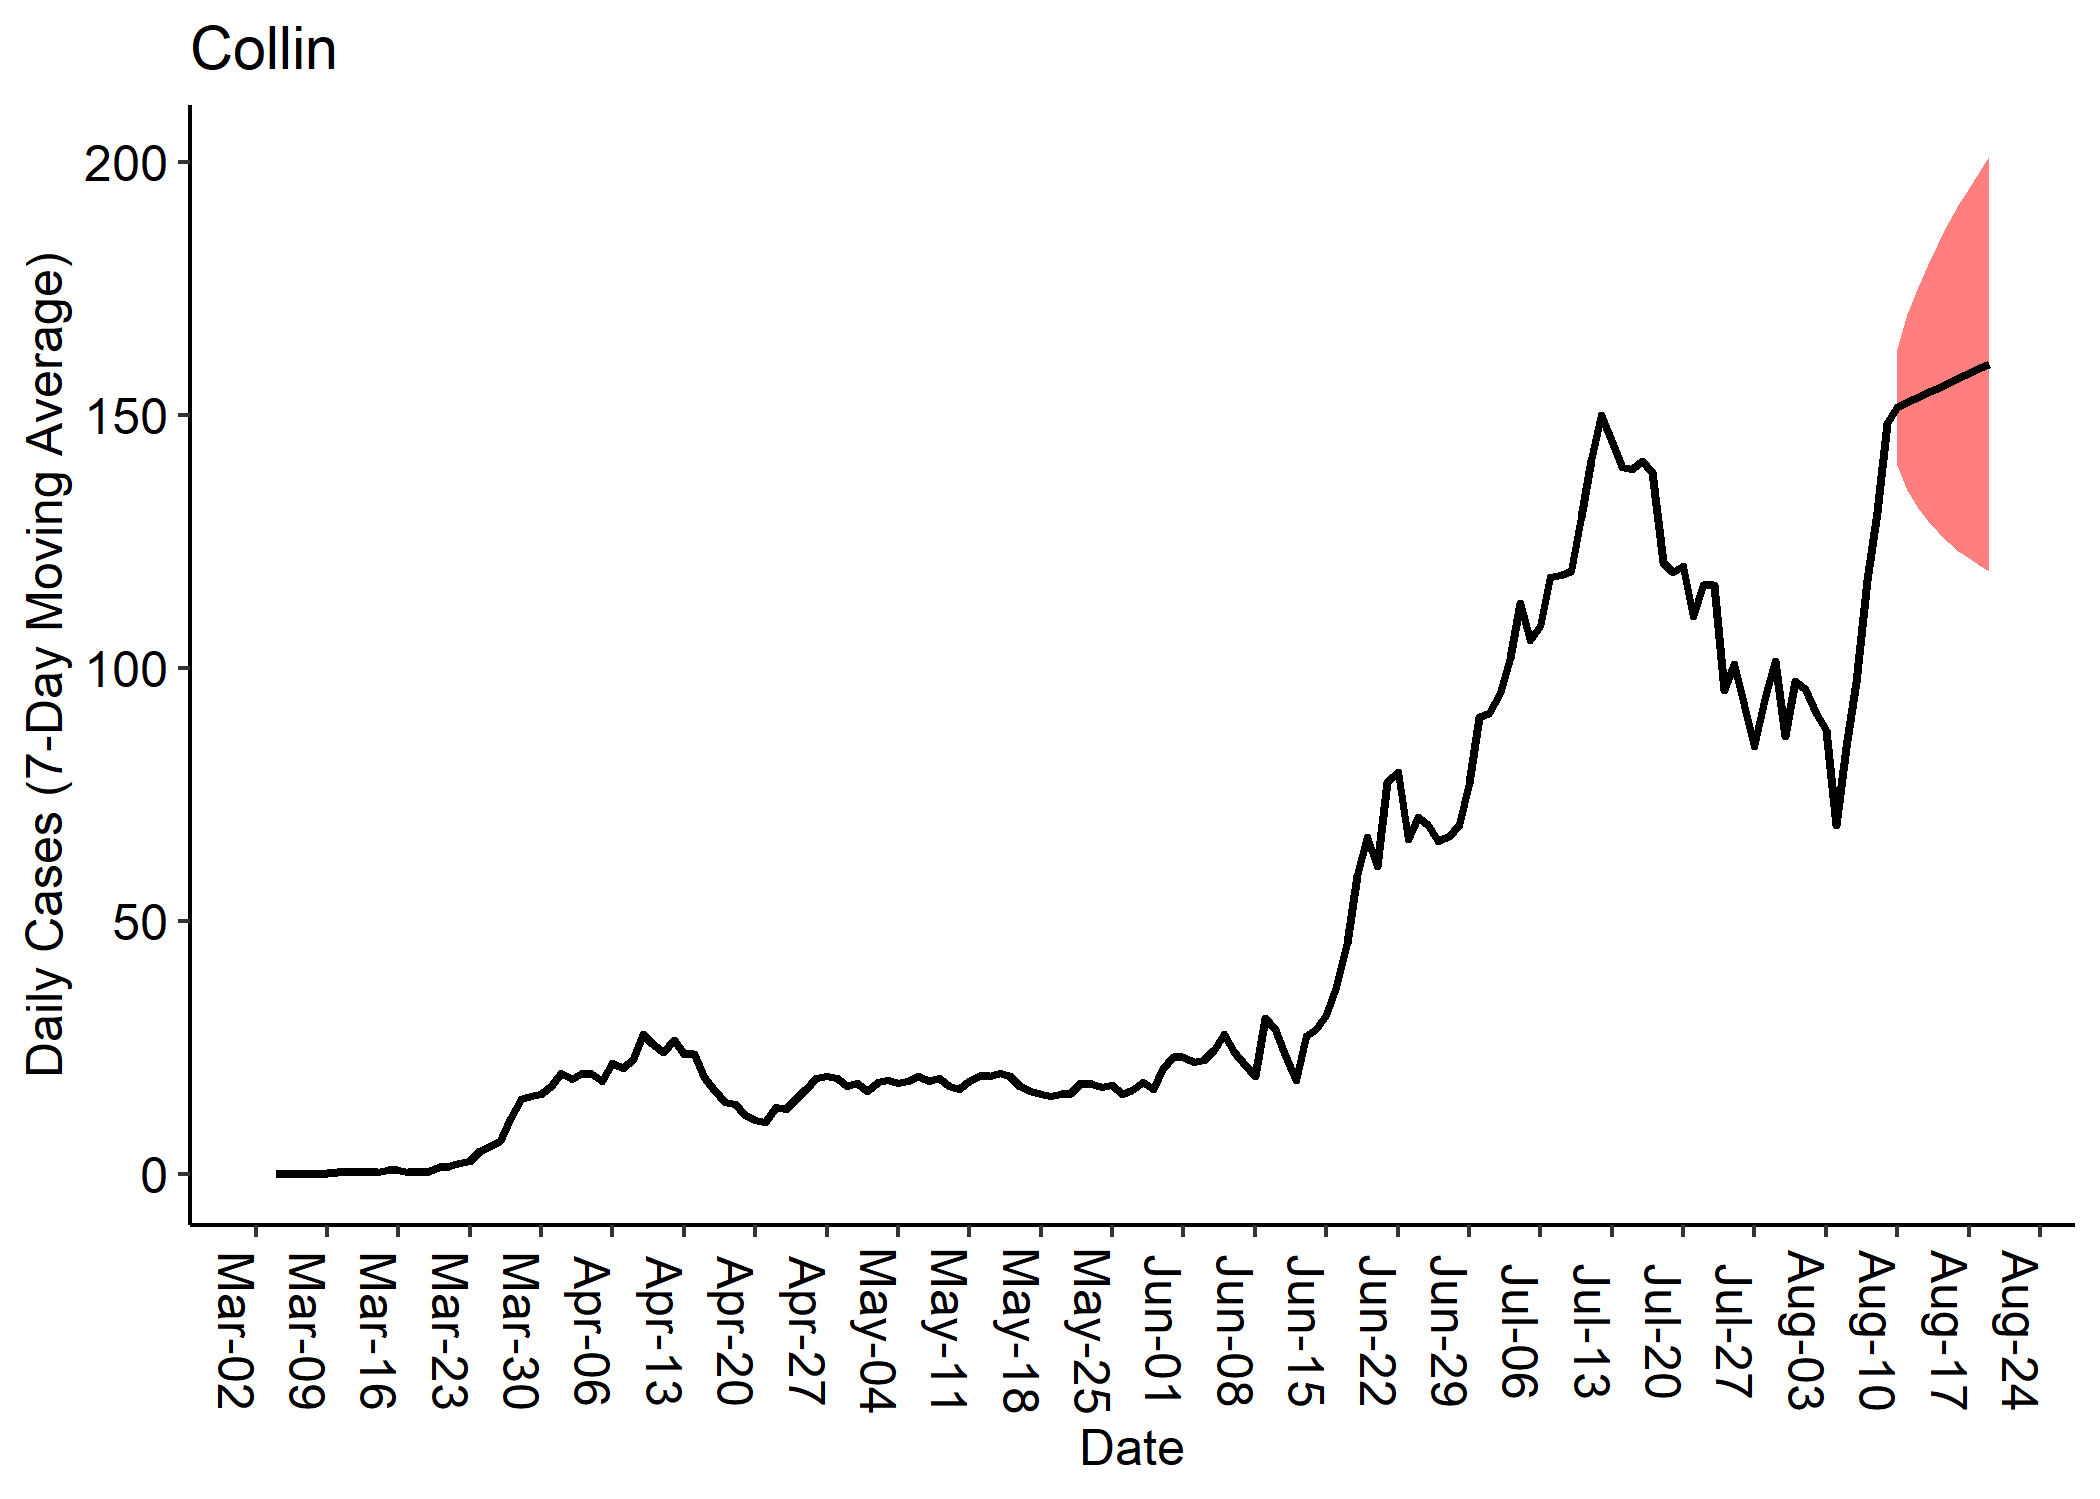 Collin
Daily Cases (7-Day Moving Average)
200
150
100
50
0
Mar-02
Mar-09
Mar-16
Mar-23
Mar-30
Apr-06
Apr-13
Apr-20
Apr-27
May-04
May-11
May-18
May-25
Jun-01
Jun-08
Jun-15
Jun-22
Jun-29
Jul-06
Jul-13
Jul-20
Jul-27
Aug-03
Aug-10
Aug-17
Aug-24
Date